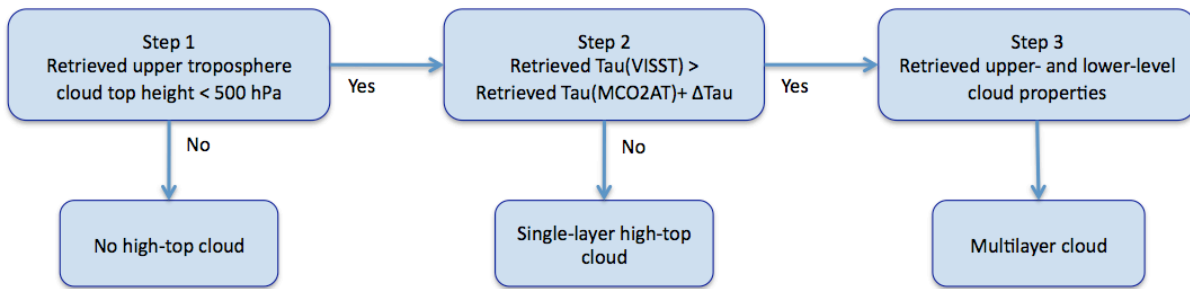 Step 1
Retrieved upper troposphere
cloud top height < 500 hPa
Yes
Step 2
Retrieved Tau(VISST) >
Retrieved Tau(MCO2AT)+ ΔTau
Yes
Step 3
Retrieved upper- and lower-level
cloud properties
No
No
No high-top cloud
Single-layer high-top
cloud
Multilayer cloud